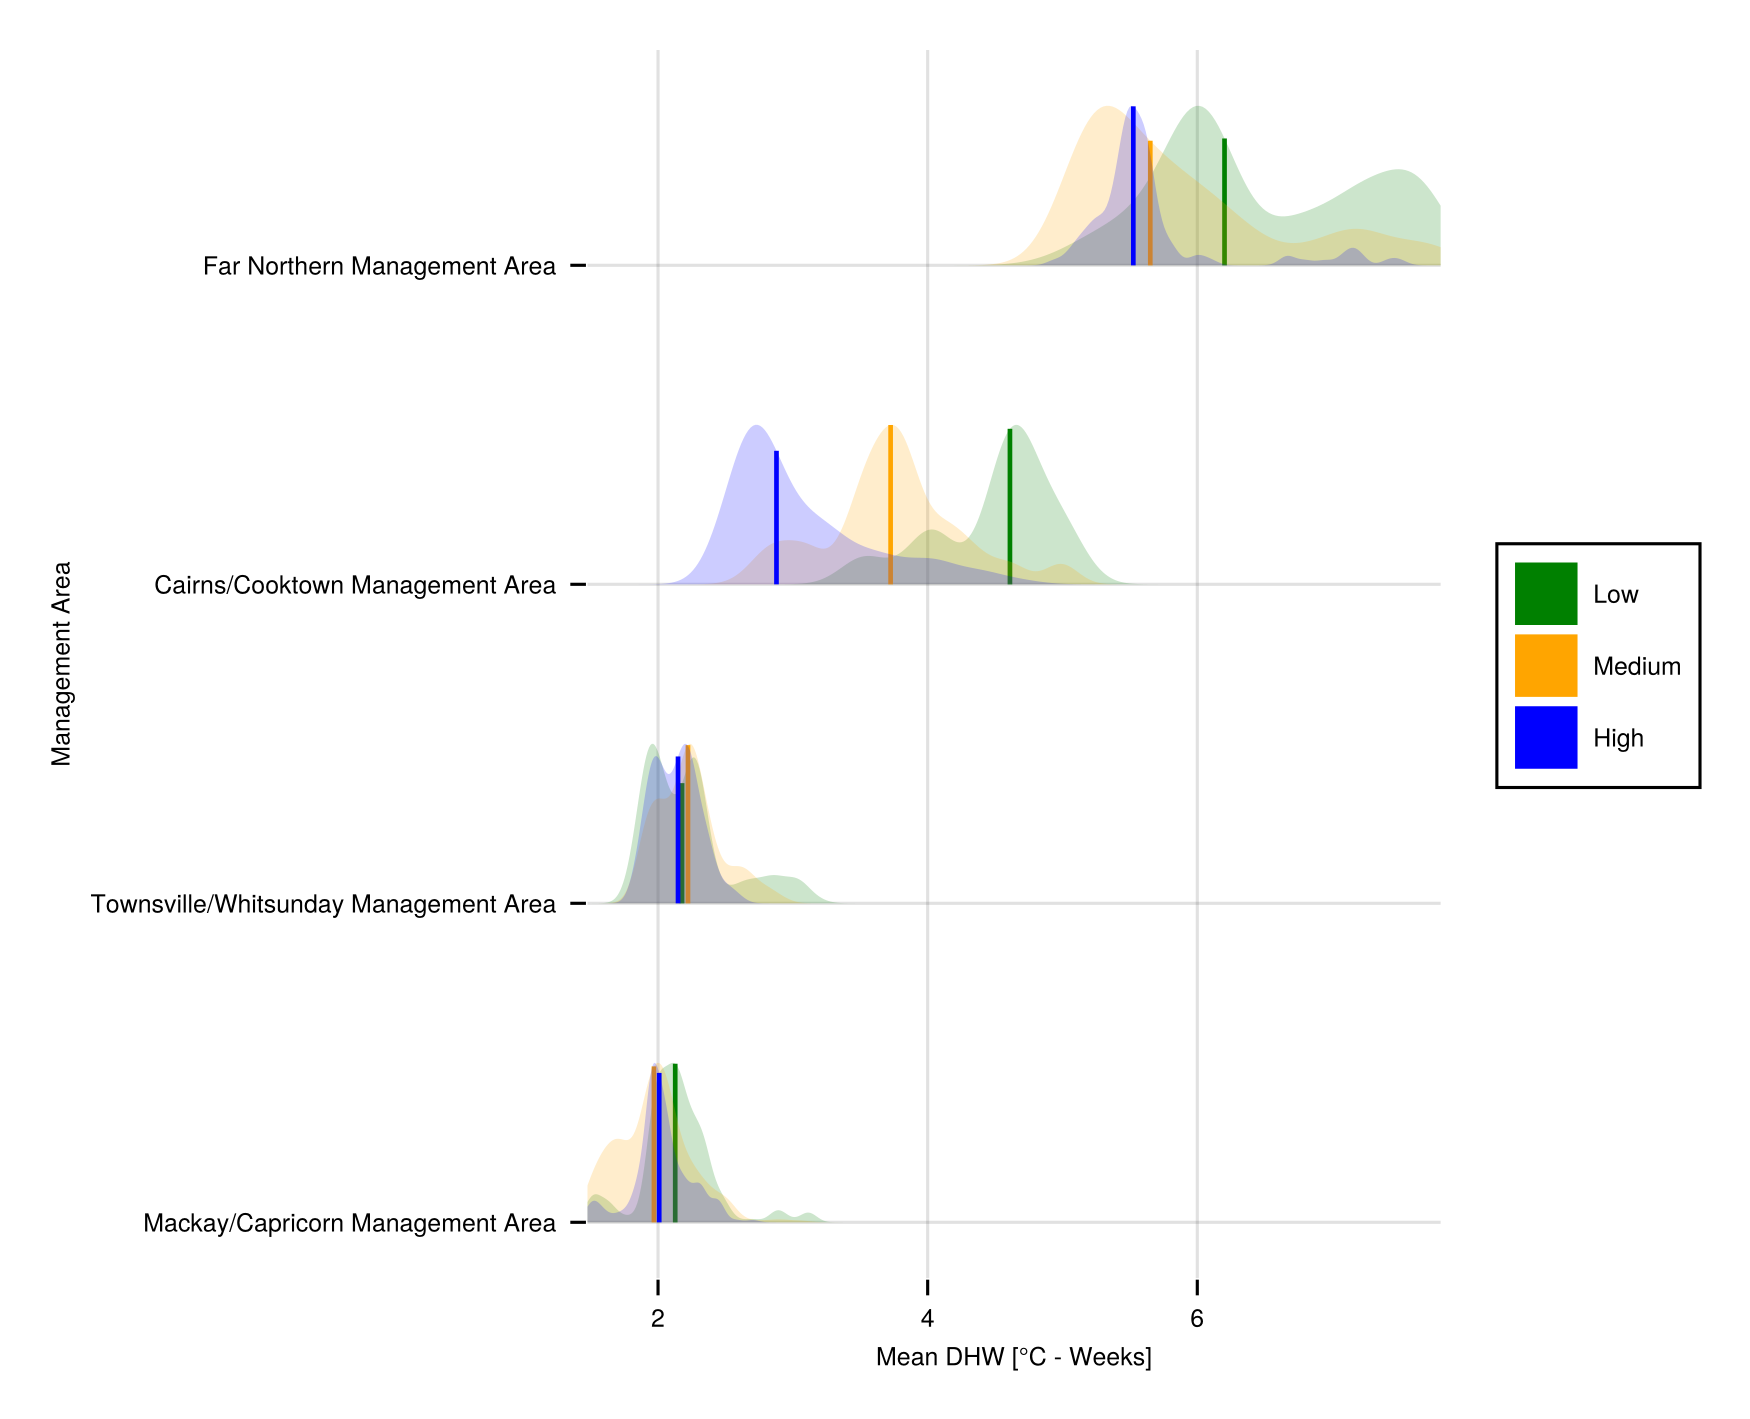 Far Northern Management Area
Cairns/Cooktown Management Area
Townsville/Whitsunday Management Area
Mackay/Capricorn Management Area
Management Area
2
4
6
Mean DHW [°C - Weeks]
Low
Medium
High